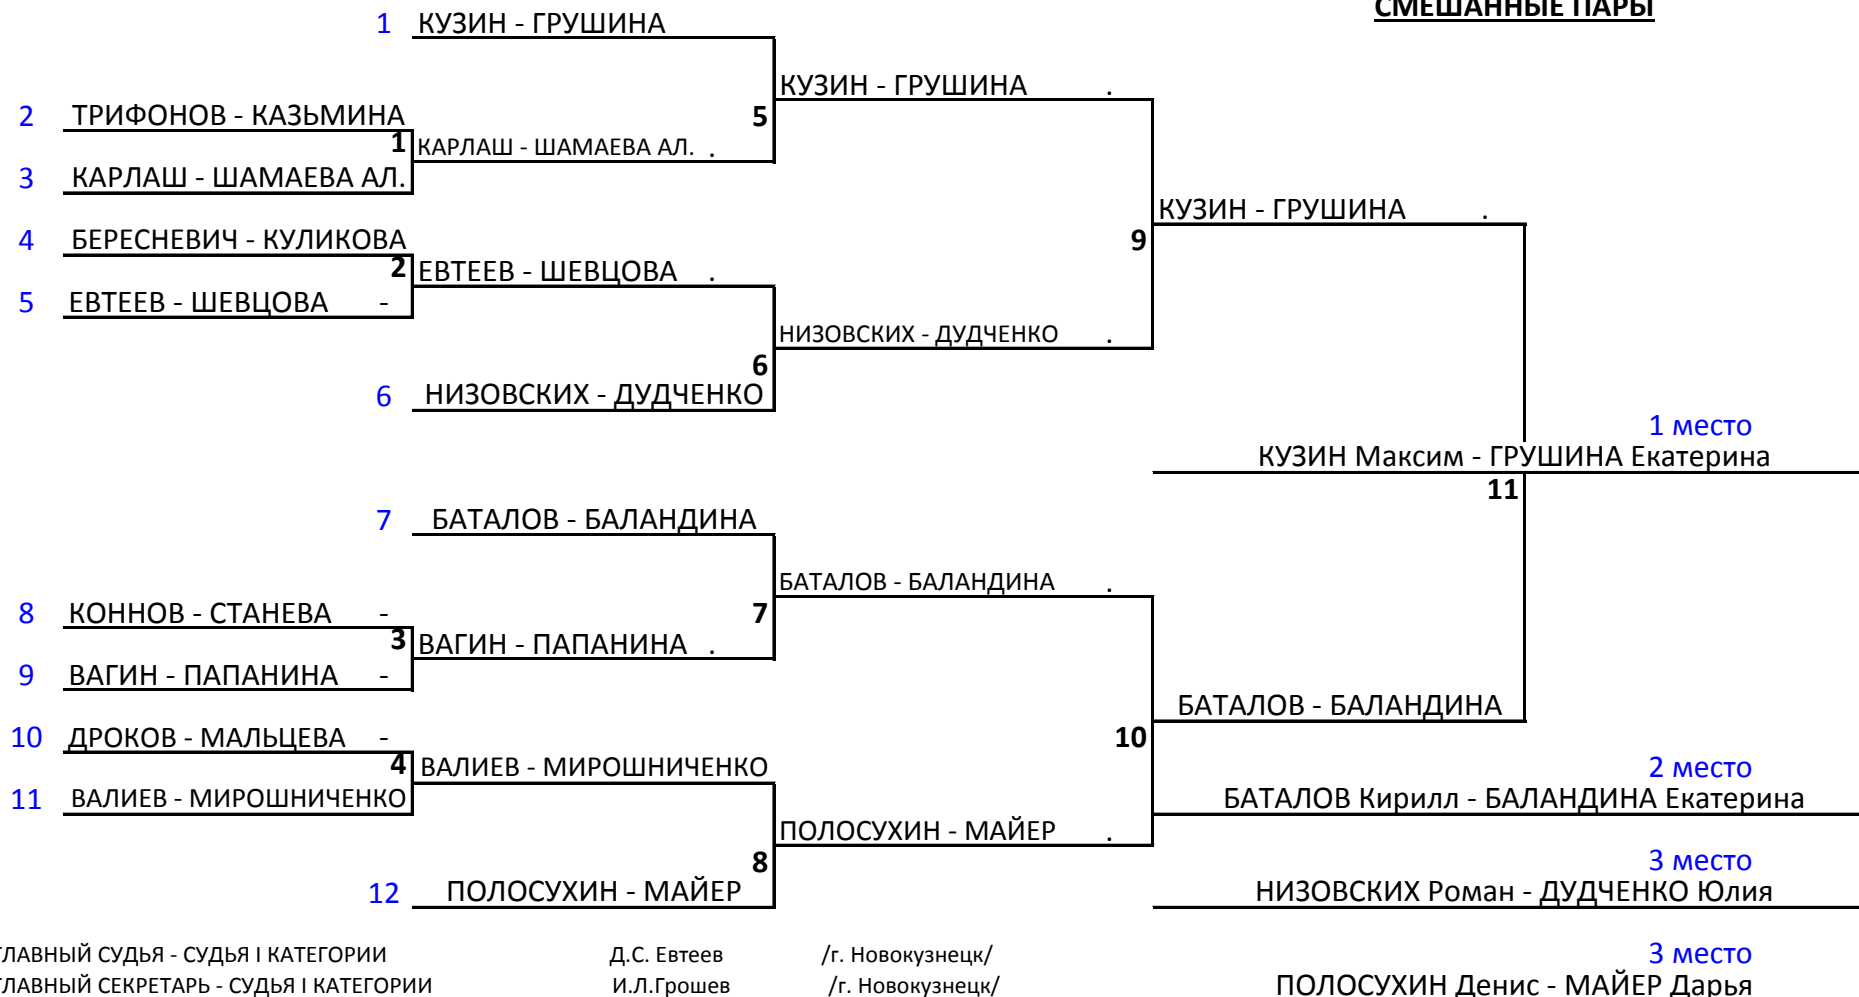 СМЕШАННЫЕ ПАРЫ
1 КУЗИН - ГРУШИНА
КУЗИН - ГРУШИНА .
2 ТРИФОНОВ - КАЗЬМИНА
5
1 КАРЛАШ - ШАМАЕВА АЛ. .
3 КАРЛАШ - ШАМАЕВА АЛ.
КУЗИН - ГРУШИНА .
4 БЕРЕСНЕВИЧ - КУЛИКОВА
9
2 ЕВТЕЕВ - ШЕВЦОВА .
5 ЕВТЕЕВ - ШЕВЦОВА -
НИЗОВСКИХ - ДУДЧЕНКО .
6
6 НИЗОВСКИХ - ДУДЧЕНКО
1 место
КУЗИН Максим - ГРУШИНА Екатерина
11
7 БАТАЛОВ - БАЛАНДИНА
БАТАЛОВ - БАЛАНДИНА .
8 КОННОВ - СТАНЕВА -
7
3 ВАГИН - ПАПАНИНА .
9 ВАГИН - ПАПАНИНА -
БАТАЛОВ - БАЛАНДИНА
10 ДРОКОВ - МАЛЬЦЕВА -
10
4 ВАЛИЕВ - МИРОШНИЧЕНКО
2 место
11 ВАЛИЕВ - МИРОШНИЧЕНКО
БАТАЛОВ Кирилл - БАЛАНДИНА Екатерина
ПОЛОСУХИН - МАЙЕР .
8
3 место
12 ПОЛОСУХИН - МАЙЕР
НИЗОВСКИХ Роман - ДУДЧЕНКО Юлия
ГЛАВНЫЙ СУДЬЯ - СУДЬЯ I КАТЕГОРИИ Д.С. Евтеев /г. Новокузнецк/
3 место
ГЛАВНЫЙ СЕКРЕТАРЬ - СУДЬЯ I КАТЕГОРИИ И.Л.Грошев /г. Новокузнецк/
ПОЛОСУХИН Денис - МАЙЕР Дарья